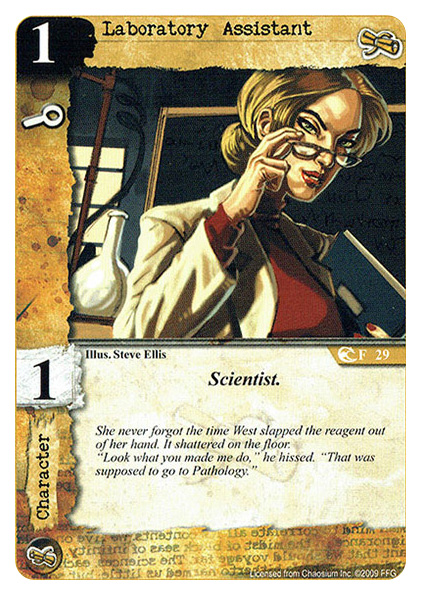 1
Laboratory Assistant
Illus. Steve Ellis
F 29
1
Scientist.
Character
She never forgot the time West slapped the reagent out
of her hand. It shattered on the floor.
“Look what you made me do,” he hissed. “That was
supposed to go to Pathology.”
Licensed from Chaosium Inc. ©2009 FFG